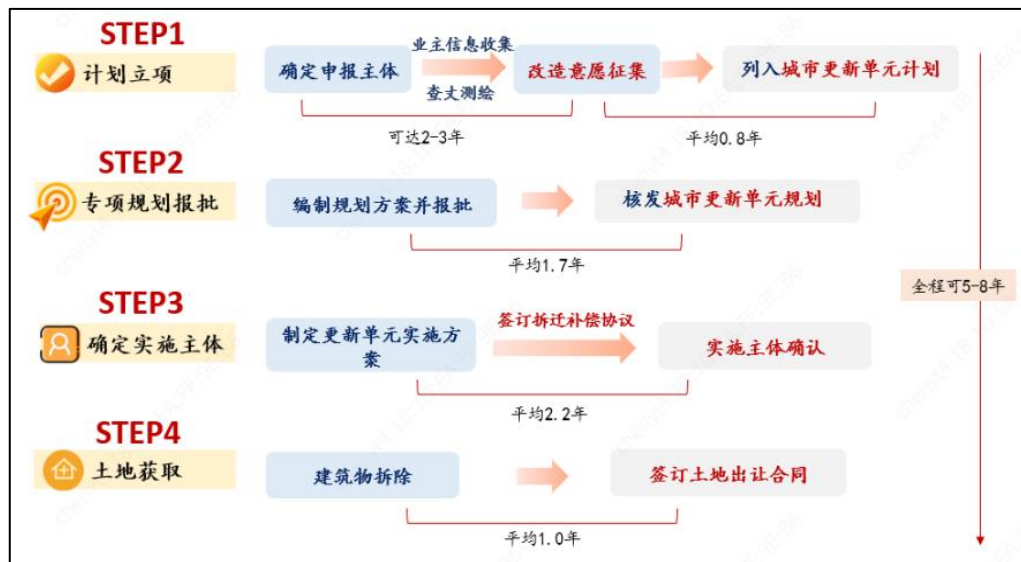 STEP1
计划立项
确定申报主体
业主信息收集
查丈测绘
改造意愿征集
列入城市更新单元计划
可达2-3年
平均0.8年
STEP2
专项规划报批
编制规划方案并报批
核发城市更新单元规划
平均1.7年
全程可5-8年
STEP3
确定实施主体
制定更新单元实施方
案
签订拆迁补偿协议
实施主体确认
平均2.2年
STEP4
土地获取
建筑物拆除
签订土地出让合同
平均1.0年